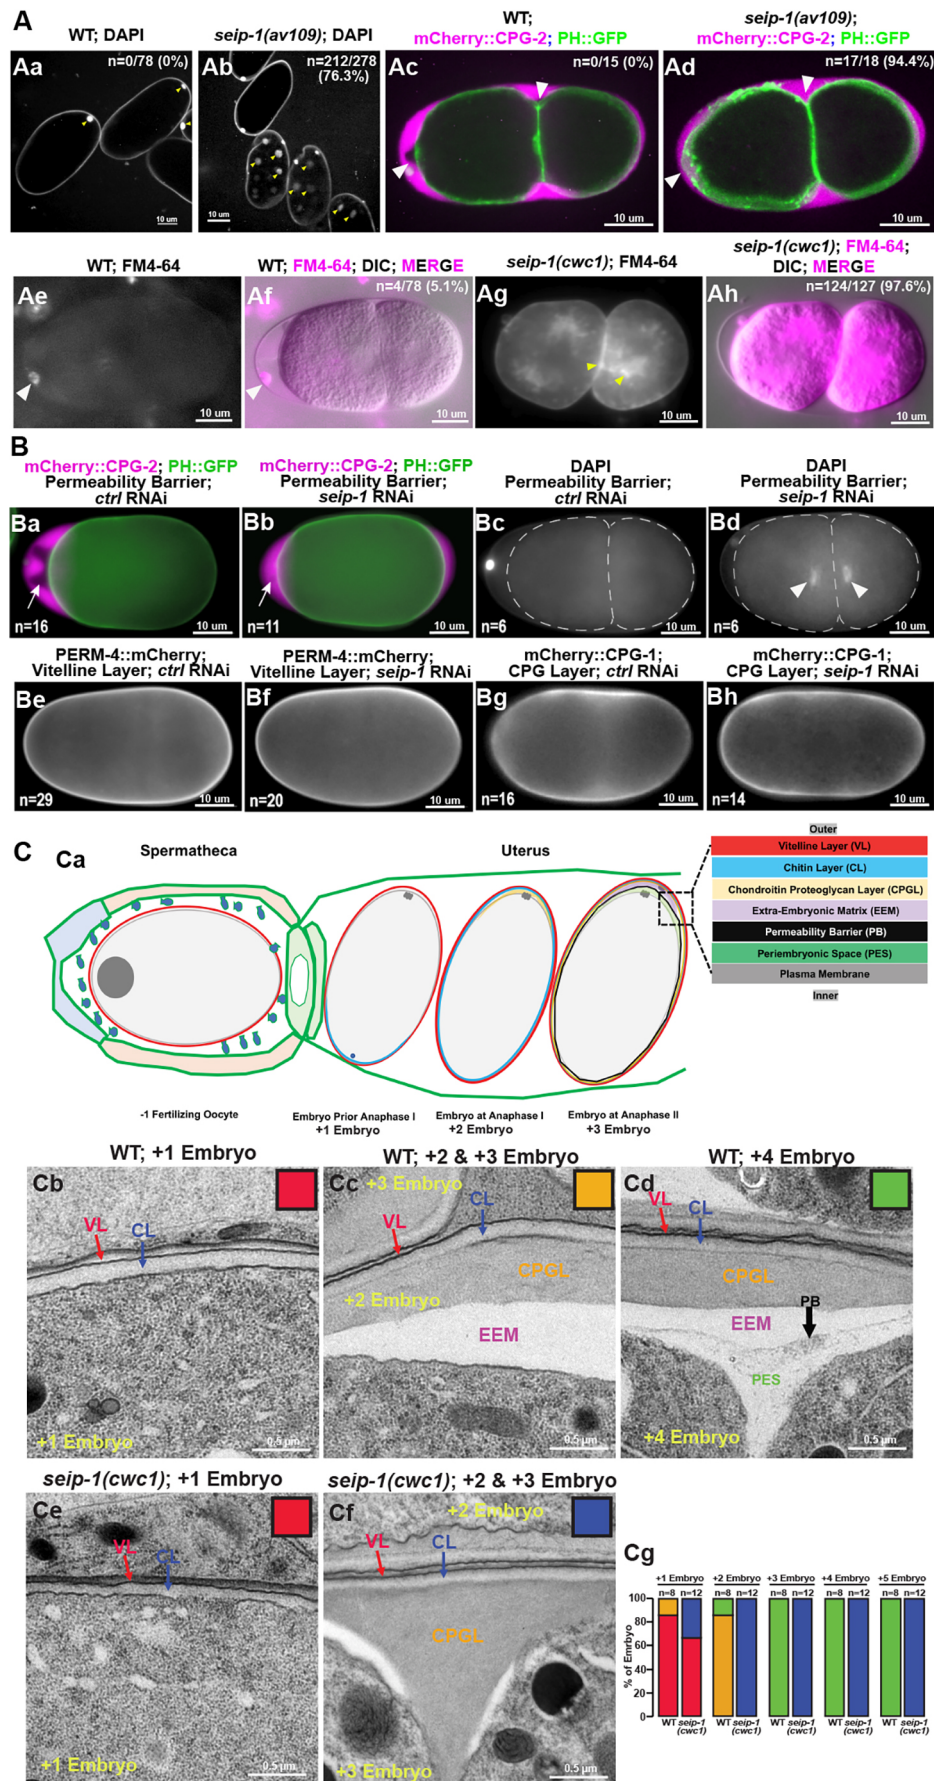 A
WT; DAPI
seip-1(av109); DAPI
WT;
mCherry::CPG-2; PH::GFP
seip-1(av109);
mCherry::CPG-2; PH::GFP
Aa
n=0/78 (0%)
10 um
Ab
n=212/278
(76.3%)
10 um
Ac
n=0/15 (0%)
10 um
Ad
n=17/18 (94.4%)
10 um
WT; FM4-64
WT; FM4-64; DIC; MERGE
seip-1(cwc1); FM4-64
seip-1(cwc1); FM4-64;
DIC; MERGE
Ae
10 um
Af
n=4/78 (5.1%)
10 um
Ag
10 um
Ah
n=124/127 (97.6%)
10 um
B
mCherry::CPG-2; PH::GFP
Permeability Barrier;
ctrl RNAi
mCherry::CPG-2; PH::GFP
Permeability Barrier;
seip-1 RNAi
DAPI
Permeability Barrier;
ctrl RNAi
DAPI
Permeability Barrier;
seip-1 RNAi
Ba
n=16
10 um
Bb
n=11
10 um
Bc
n=6
10 um
Bd
n=6
10 um
PERM-4::mCherry;
Vitelline Layer; ctrl RNAi
PERM-4::mCherry;
Vitelline Layer; seip-1 RNAi
mCherry::CPG-1;
CPG Layer; ctrl RNAi
mCherry::CPG-1;
CPG Layer; seip-1 RNAi
Be
n=29
10 um
Bf
n=20
10 um
Bg
n=16
10 um
Bh
n=14
10 um
C
Ca
Spermatheca
Uterus
Outer
Vitelline Layer (VL)
Chitin Layer (CL)
Chondroitin Proteoglycan Layer (CPGL)
Extra-Embryonic Matrix (EEM)
Permeability Barrier (PB)
Periembryonic Space (PES)
Plasma Membrane
Inner
-1 Fertilizing Oocyte
Embryo Prior Anaphase I
+1 Embryo
Embryo at Anaphase I
+2 Embryo
Embryo at Anaphase II
+3 Embryo
WT; +1 Embryo
WT; +2 & +3 Embryo
WT; +4 Embryo
Cb
VL
CL
+1 Embryo
0.5 µm
Cc
+3 Embryo
VL
CL
CPGL
+2 Embryo
EEM
0.5 µm
Cd
VL
CL
CPGL
PB
EEM
PES
+4 Embryo
0.5 µm
seip-1(cwc1); +1 Embryo
seip-1(cwc1); +2 & +3 Embryo
Ce
VL
CL
+1 Embryo
0.5 µm
Cf
+2 Embryo
VL
CL
CPGL
+3 Embryo
0.5 µm
Cg
+1 Embryo
+2 Embryo
+3 Embryo
+4 Embryo
+5 Embryo
n=8 n=12
n=8 n=12
n=8 n=12
n=8 n=12
n=8 n=12
% of Emrbyo
100
80
60
40
20
0
WT seip-1
(cwc1)
WT seip-1
(cwc1)
WT seip-1
(cwc1)
WT seip-1
(cwc1)
WT seip-1
(cwc1)